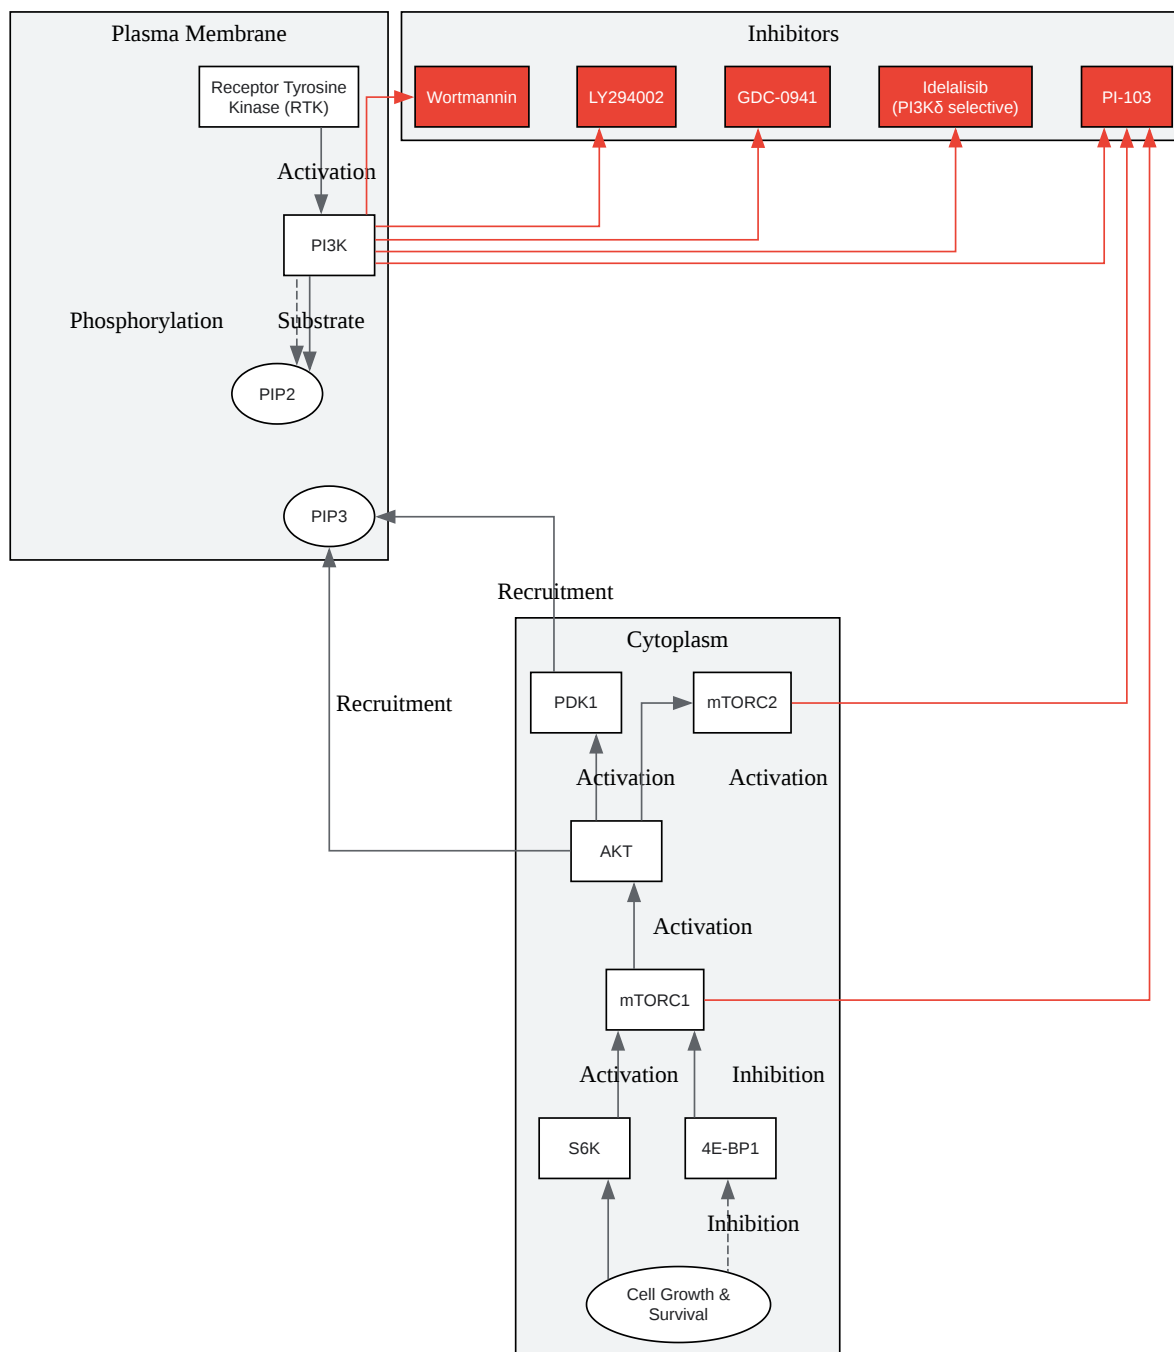 Plasma Membrane
Inhibitors
Receptor Tyrosine
Kinase (RTK)
Wortmannin
LY294002
GDC-0941
Idelalisib
(PI3Kδ selective)
PI-103
Activation
PI3K
Phosphorylation
Substrate
PIP2
PIP3
Recruitment
Cytoplasm
PDK1
mTORC2
Recruitment
Activation
Activation
AKT
Activation
mTORC1
Activation
Inhibition
S6K
4E-BP1
Inhibition
Cell Growth &
Survival